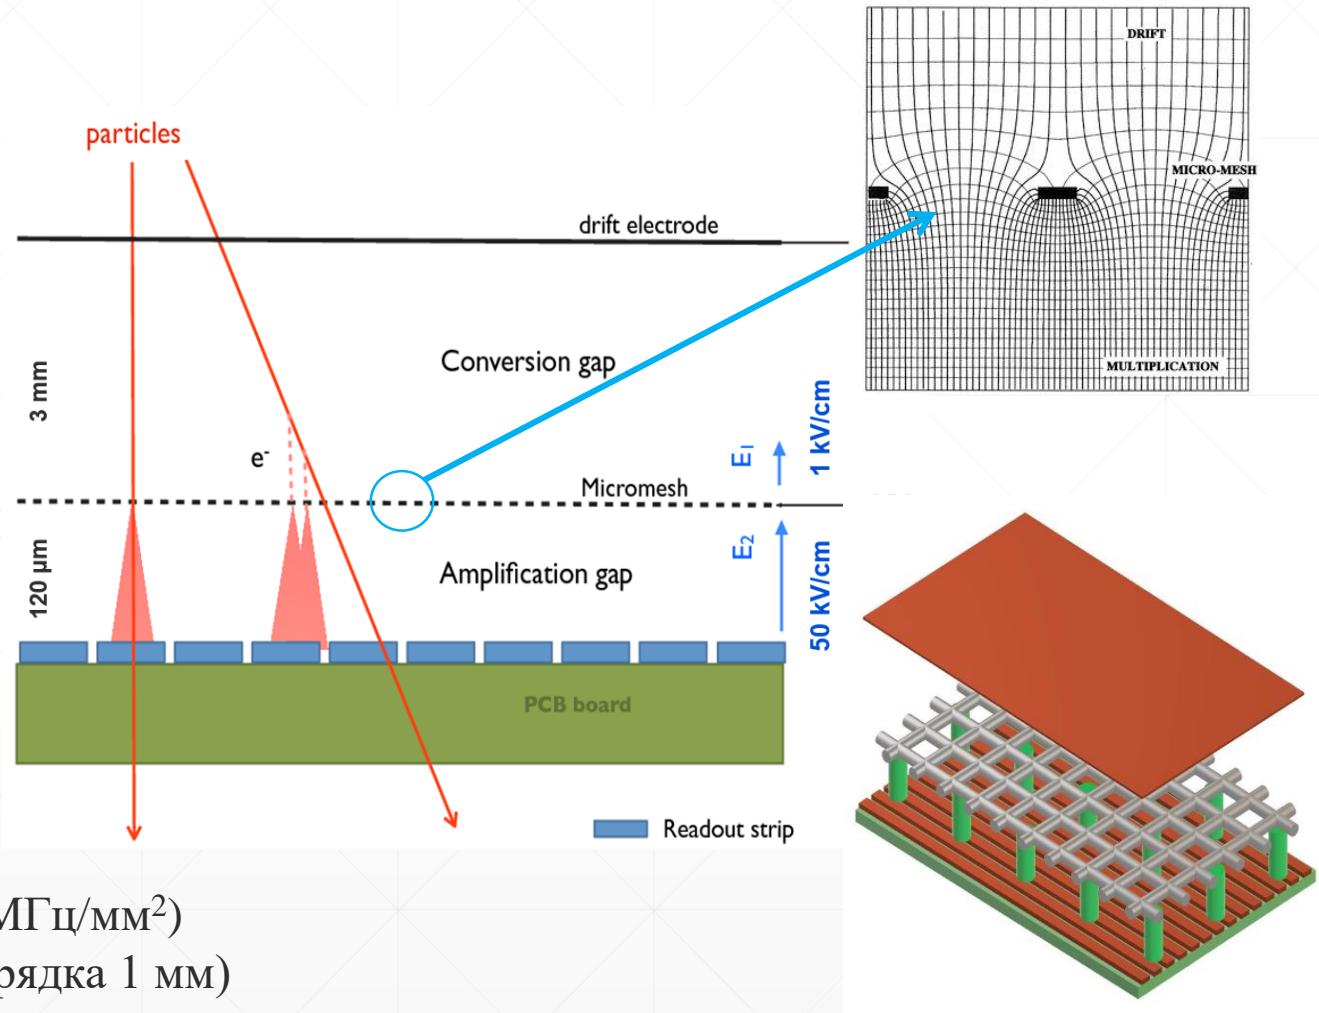 particles
drift electrode
Conversion gap
3 mm
e-
E1
1 kV/cm
Micromesh
120 µm
Amplification gap
E2
50 kV/cm
PCB board
Readout strip
DRIFT
MICRO-MESH
MULTIPLICATION
МГц/мм²)
рядка 1 мм)